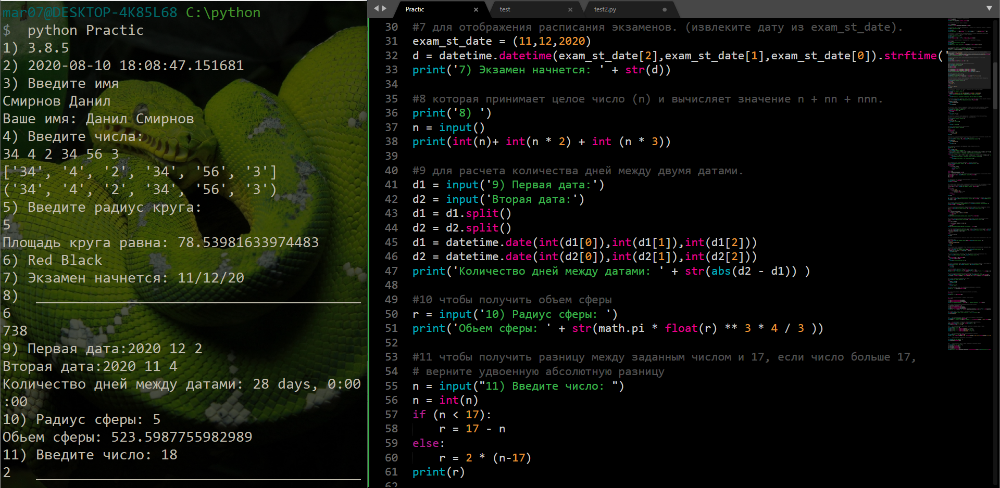 mar07@DESKTOP-4K85L68 C:\python
$  python Practic
1) 3.8.5
2) 2020-08-10 18:08:47.151681
3) Введите имя
Смирнов Данил
Ваше имя: Данил Смирнов
4) Введите числа:
34 4 2 34 56 3
['34', '4', '2', '34', '56', '3']
('34', '4', '2', '34', '56', '3')
5) Введите радиус круга:
5
Площадь круга равна: 78.53981633974483
6) Red Black
7) Экзамен начнется: 11/12/20
8)
6
738
9) Первая дата:2020 12 2
Вторая дата:2020 11 4
Количество дней между датами: 28 days, 0:00
:00
10) Радиус сферы: 5
Обьем сферы: 523.5987755982989
11) Введите число: 18
2
Practic
test
test2.py
30 #7 для отображения расписания экзаменов. (извлеките дату из exam_st_date).
31 exam_st_date = (11,12,2020)
32 d = datetime.datetime(exam_st_date[2],exam_st_date[1],exam_st_date[0]).strftime('
33 print('7) Экзамен начнется: ' + str(d))
34
35 #8 которая принимает целое число (n) и вычисляет значение n + nn + nnn.
36 print('8) ')
37 n = input()
38 print(int(n)+ int(n * 2) + int (n * 3))
39
40 #9 для расчета количества дней между двумя датами.
41 d1 = input('9) Первая дата:')
42 d2 = input('Вторая дата:')
43 d1 = d1.split()
44 d2 = d2.split()
45 d1 = datetime.date(int(d1[0]),int(d1[1]),int(d1[2]))
46 d2 = datetime.date(int(d2[0]),int(d2[1]),int(d2[2]))
47 print('Количество дней между датами: ' + str(abs(d2 - d1)) )
48
49 #10 чтобы получить объем сферы
50 r = input('10) Радиус сферы: ')
51 print('Обьем сферы: ' + str(math.pi * float(r) ** 3 * 4 / 3 ))
52
53 #11 чтобы получить разницу между заданным числом и 17, если число больше 17,
54 # верните удвоенную абсолютную разницу
55 n = input("11) Введите число: ")
56 n = int(n)
57 if (n < 17):
58     r = 17 - n
59 else:
60     r = 2 * (n-17)
61 print(r)
62